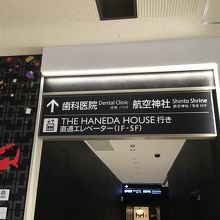 歯科医院 Dental Clinic 航空神社 Shinto Shrine
THE HANEDA HOUSE 行き
直通エレベーター(1F-5F)